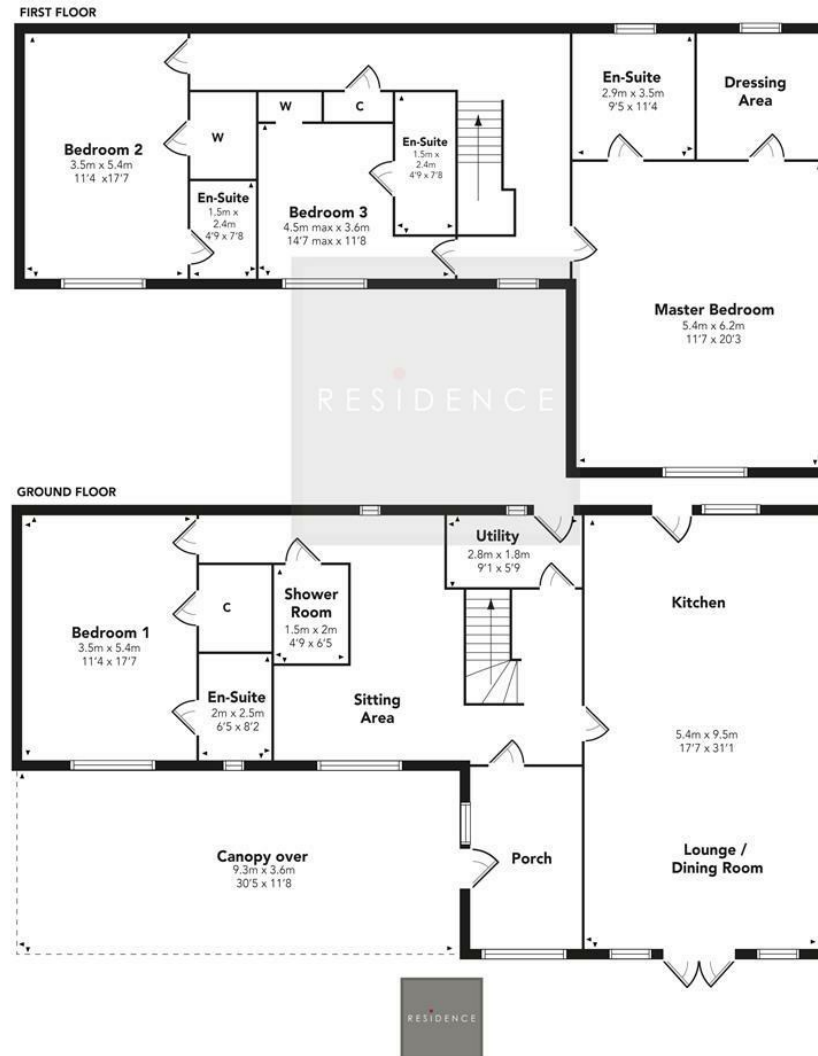 FIRST FLOOR
Bedroom 2
3.5m x 5.4m
11'4 x17'7
W
En-Suite
1.5m x
2.4m
4'9 x 7'8
W
C
Bedroom 3
4.5m max x 3.6m
14'7 max x 11'8
En-Suite
1.5m x
2.4m
4'9 x 7'8
En-Suite
2.9m x 3.5m
9'5 x 11'4
Dressing
Area
Master Bedroom
5.4m x 6.2m
11'7 x 20'3
RESIDENCE
GROUND FLOOR
Bedroom 1
3.5m x 5.4m
11'4 x 17'7
C
En-Suite
2m x 2.5m
6'5 x 8'2
Shower
Room
1.5m x 2m
4'9 x 6'5
Sitting
Area
Utility
2.8m x 1.8m
9'1 x 5'9
Kitchen
5.4m x 9.5m
17'7 x 31'1
Lounge /
Dining Room
Porch
Canopy over
9.3m x 3.6m
30'5 x 11'8
RESIDENCE